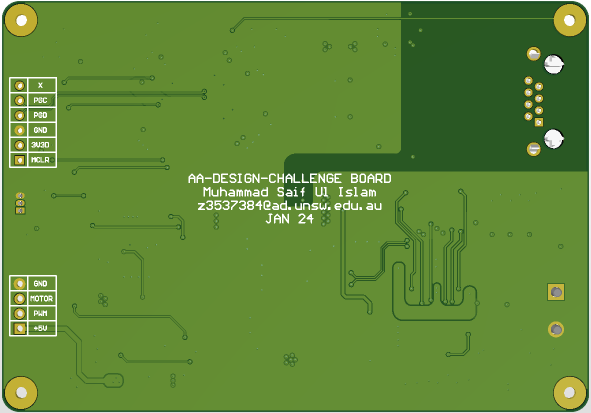 X
PGC
PGD
GND
3V3D
MCLR
AA-DESIGN-CHALLENGE BOARD
Muhammad Saif Ul Islam
z3537384@ad.unsw.edu.au
JAN 24
GND
MOTOR
PWM
+5V